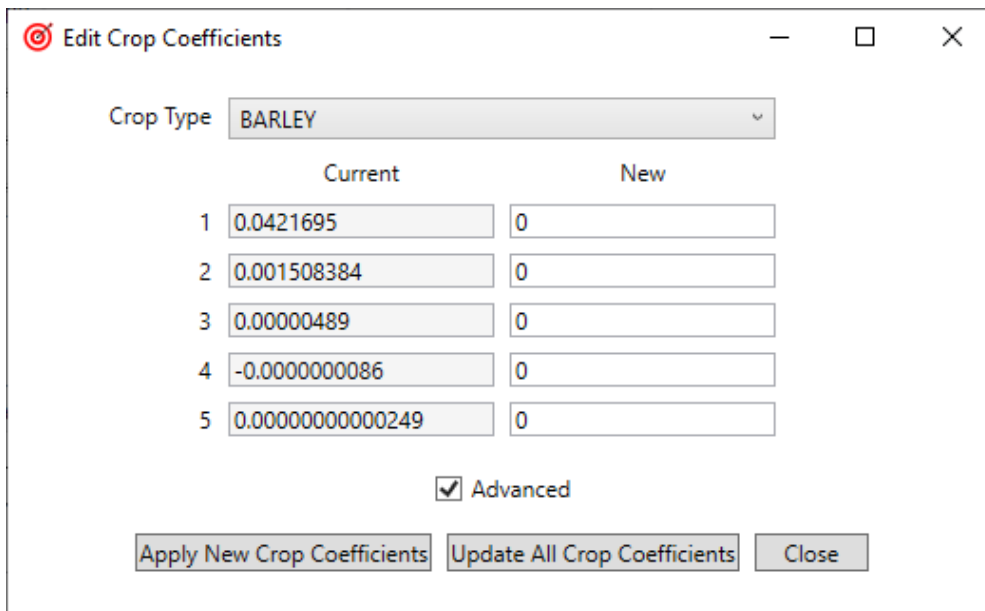 Edit Crop Coefficients
Crop Type BARLEY
Current New
1 0.0421695 0
2 0.001508384 0
3 0.00000489 0
4 -0.0000000086 0
5 0.00000000000249 0
Advanced
Apply New Crop Coefficients Update All Crop Coefficients Close